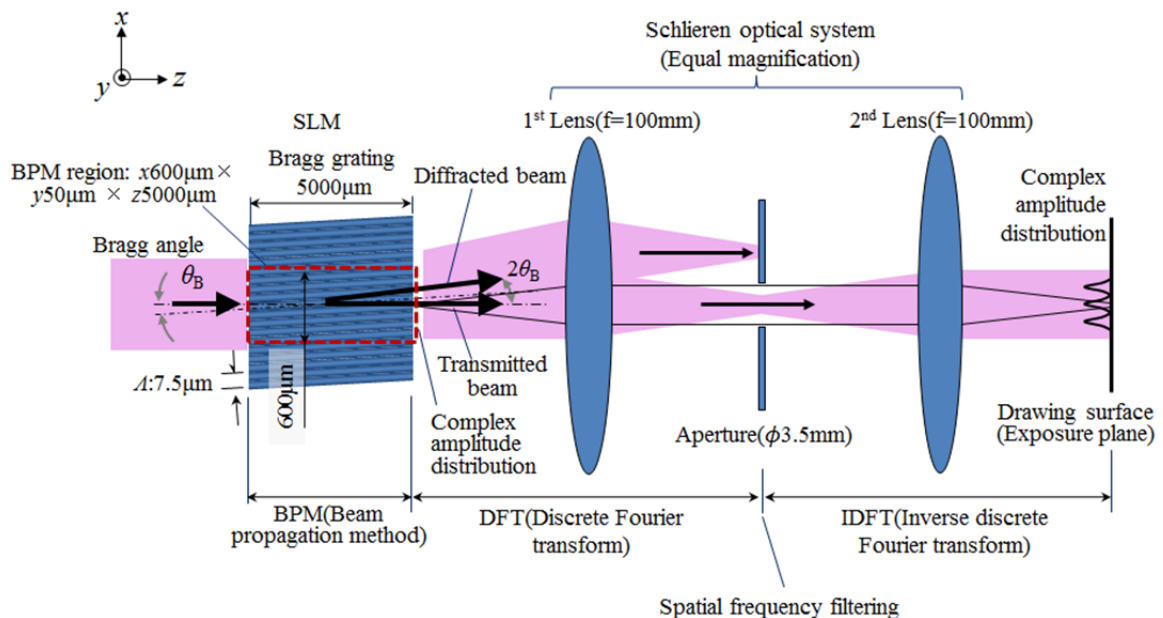 x
y
z
Schlieren optical system
(Equal magnification)
SLM
1st Lens(f=100mm)
2nd Lens(f=100mm)
BPM region: x600μm×
y50μm × z5000μm
Bragg grating
5000μm
Diffracted beam
Complex
amplitude
distribution
Bragg angle
θB
2θB
Λ:7.5μm
600μm
Transmitted
beam
Complex
amplitude
distribution
Aperture(ϕ3.5mm)
Drawing surface
(Exposure plane)
BPM(Beam
propagation method)
DFT(Discrete Fourier
transform)
IDFT(Inverse discrete
Fourier transform)
Spatial frequency filtering